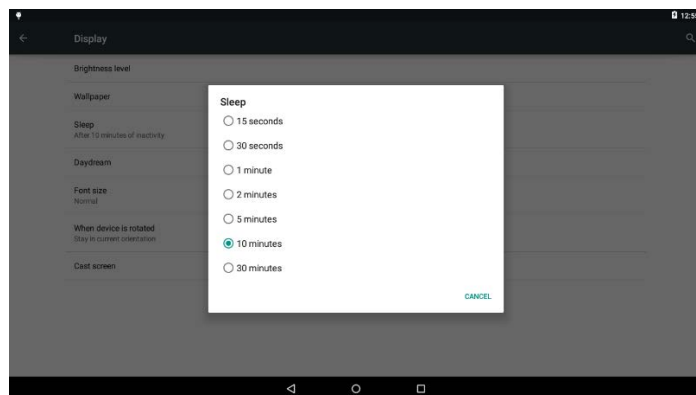 12:55
Display
Brightness level
Wallpaper
Sleep
After 10 minutes of inactivity
Daydream
Font size
Normal
When device is rotated
Stay in current orientation
Cast screen
Sleep
15 seconds
30 seconds
1 minute
2 minutes
5 minutes
10 minutes
30 minutes
CANCEL